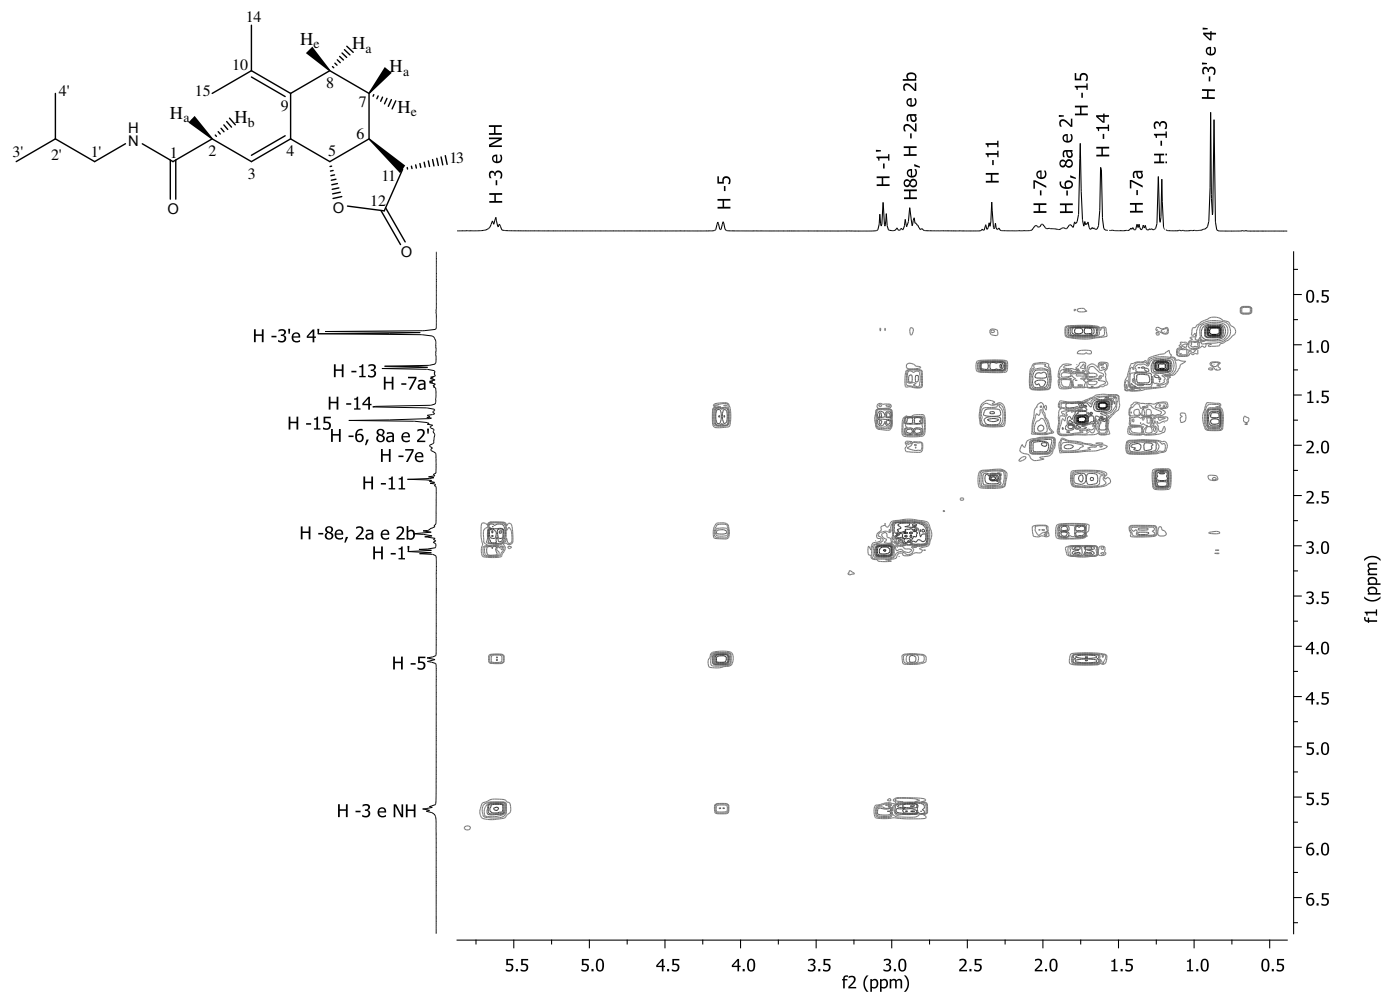 14
He
Ha
10
8
Ha
4'
15
9
7
He
Ha
Hb
6
H
N
13
2
4
5
3'
2'
1'
1
3
11
O
12
O
O
H -3 e NH
H -5
H -1'
H8e, H -2a e 2b
H -11
H -7e
H -6, 8a e 2'
H -15
H -14
H -7a
H -13
H -3' e 4'
H -3'e 4'
H -13
H -7a
H -14
H -15
H -6, 8a e 2'
H -7e
H -11
H -8e, 2a e 2b
H -1'
H -5
H -3 e NH
0.5
1.0
1.5
2.0
2.5
3.0
3.5
4.0
4.5
5.0
5.5
6.0
6.5
f1 (ppm)
5.5 5.0 4.5 4.0 3.5 3.0 2.5 2.0 1.5 1.0 0.5
f2 (ppm)